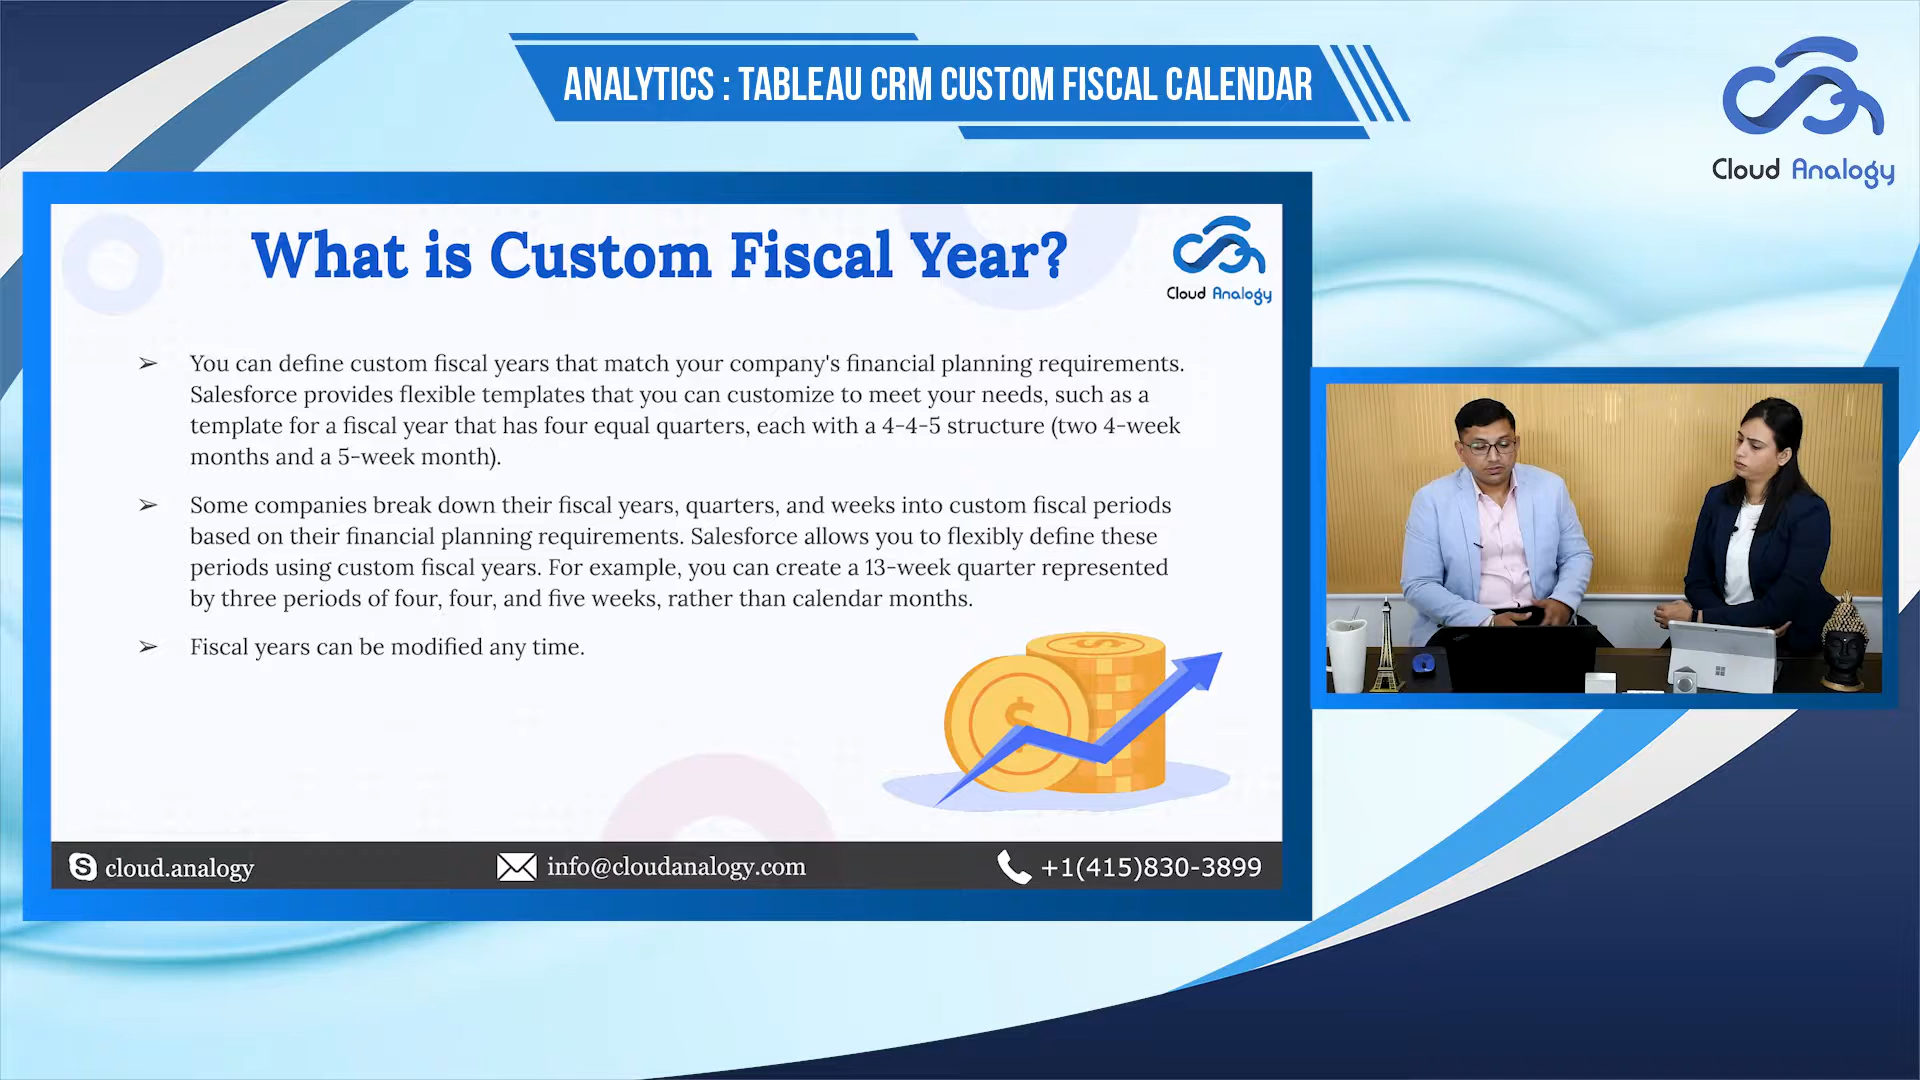 ANALYTICS : TABLEAU CRM CUSTOM FISCAL CALENDAR
Cloud Analogy
What is Custom Fiscal Year?
Cloud Analogy
➢ You can define custom fiscal years that match your company's financial planning requirements.
Salesforce provides flexible templates that you can customize to meet your needs, such as a
template for a fiscal year that has four equal quarters, each with a 4-4-5 structure (two 4-week
months and a 5-week month).
➢ Some companies break down their fiscal years, quarters, and weeks into custom fiscal periods
based on their financial planning requirements. Salesforce allows you to flexibly define these
periods using custom fiscal years. For example, you can create a 13-week quarter represented
by three periods of four, four, and five weeks, rather than calendar months.
➢ Fiscal years can be modified any time.
cloud.analogy
info@cloudanalogy.com
+1(415)830-3899